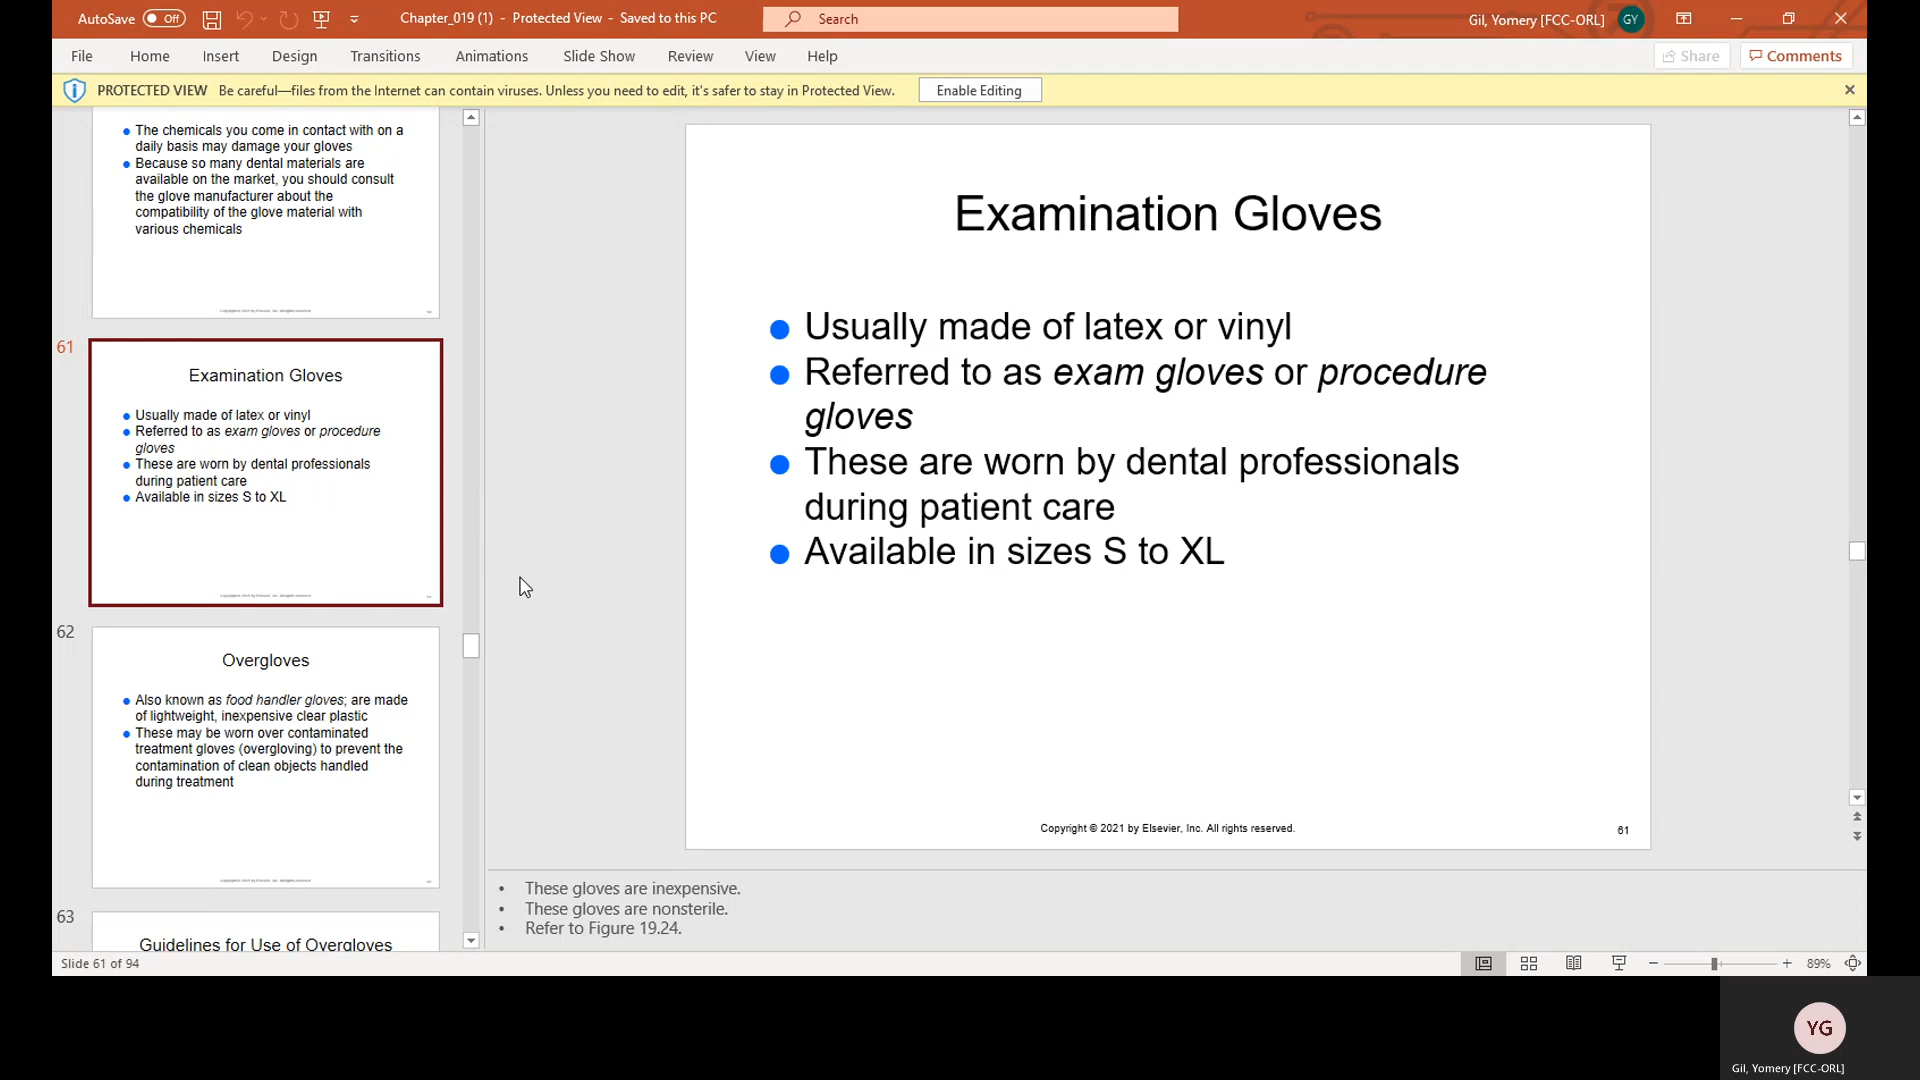 AutoSave Off
Chapter_019 (1) - Protected View - Saved to this PC
Search
Gil, Yomery [FCC-ORL] GY
File Home Insert Design Transitions Animations Slide Show Review View Help
Share Comments
PROTECTED VIEW Be careful—files from the Internet can contain viruses. Unless you need to edit, it's safer to stay in Protected View. Enable Editing
The chemicals you come in contact with on a
daily basis may damage your gloves
Because so many dental materials are
available on the market, you should consult
the glove manufacturer about the
compatibility of the glove material with
various chemicals
61
Examination Gloves
Usually made of latex or vinyl
Referred to as exam gloves or procedure
gloves
These are worn by dental professionals
during patient care
Available in sizes S to XL
62
Overgloves
Also known as food handler gloves; are made
of lightweight, inexpensive clear plastic
These may be worn over contaminated
treatment gloves (overgloving) to prevent the
contamination of clean objects handled
during treatment
63
Guidelines for Use of Overgloves
Examination Gloves
Usually made of latex or vinyl
Referred to as exam gloves or procedure
gloves
These are worn by dental professionals
during patient care
Available in sizes S to XL
Copyright © 2021 by Elsevier, Inc. All rights reserved.
61
These gloves are inexpensive.
These gloves are nonsterile.
Refer to Figure 19.24.
Slide 61 of 94
89%
YG
Gil, Yomery [FCC-ORL]